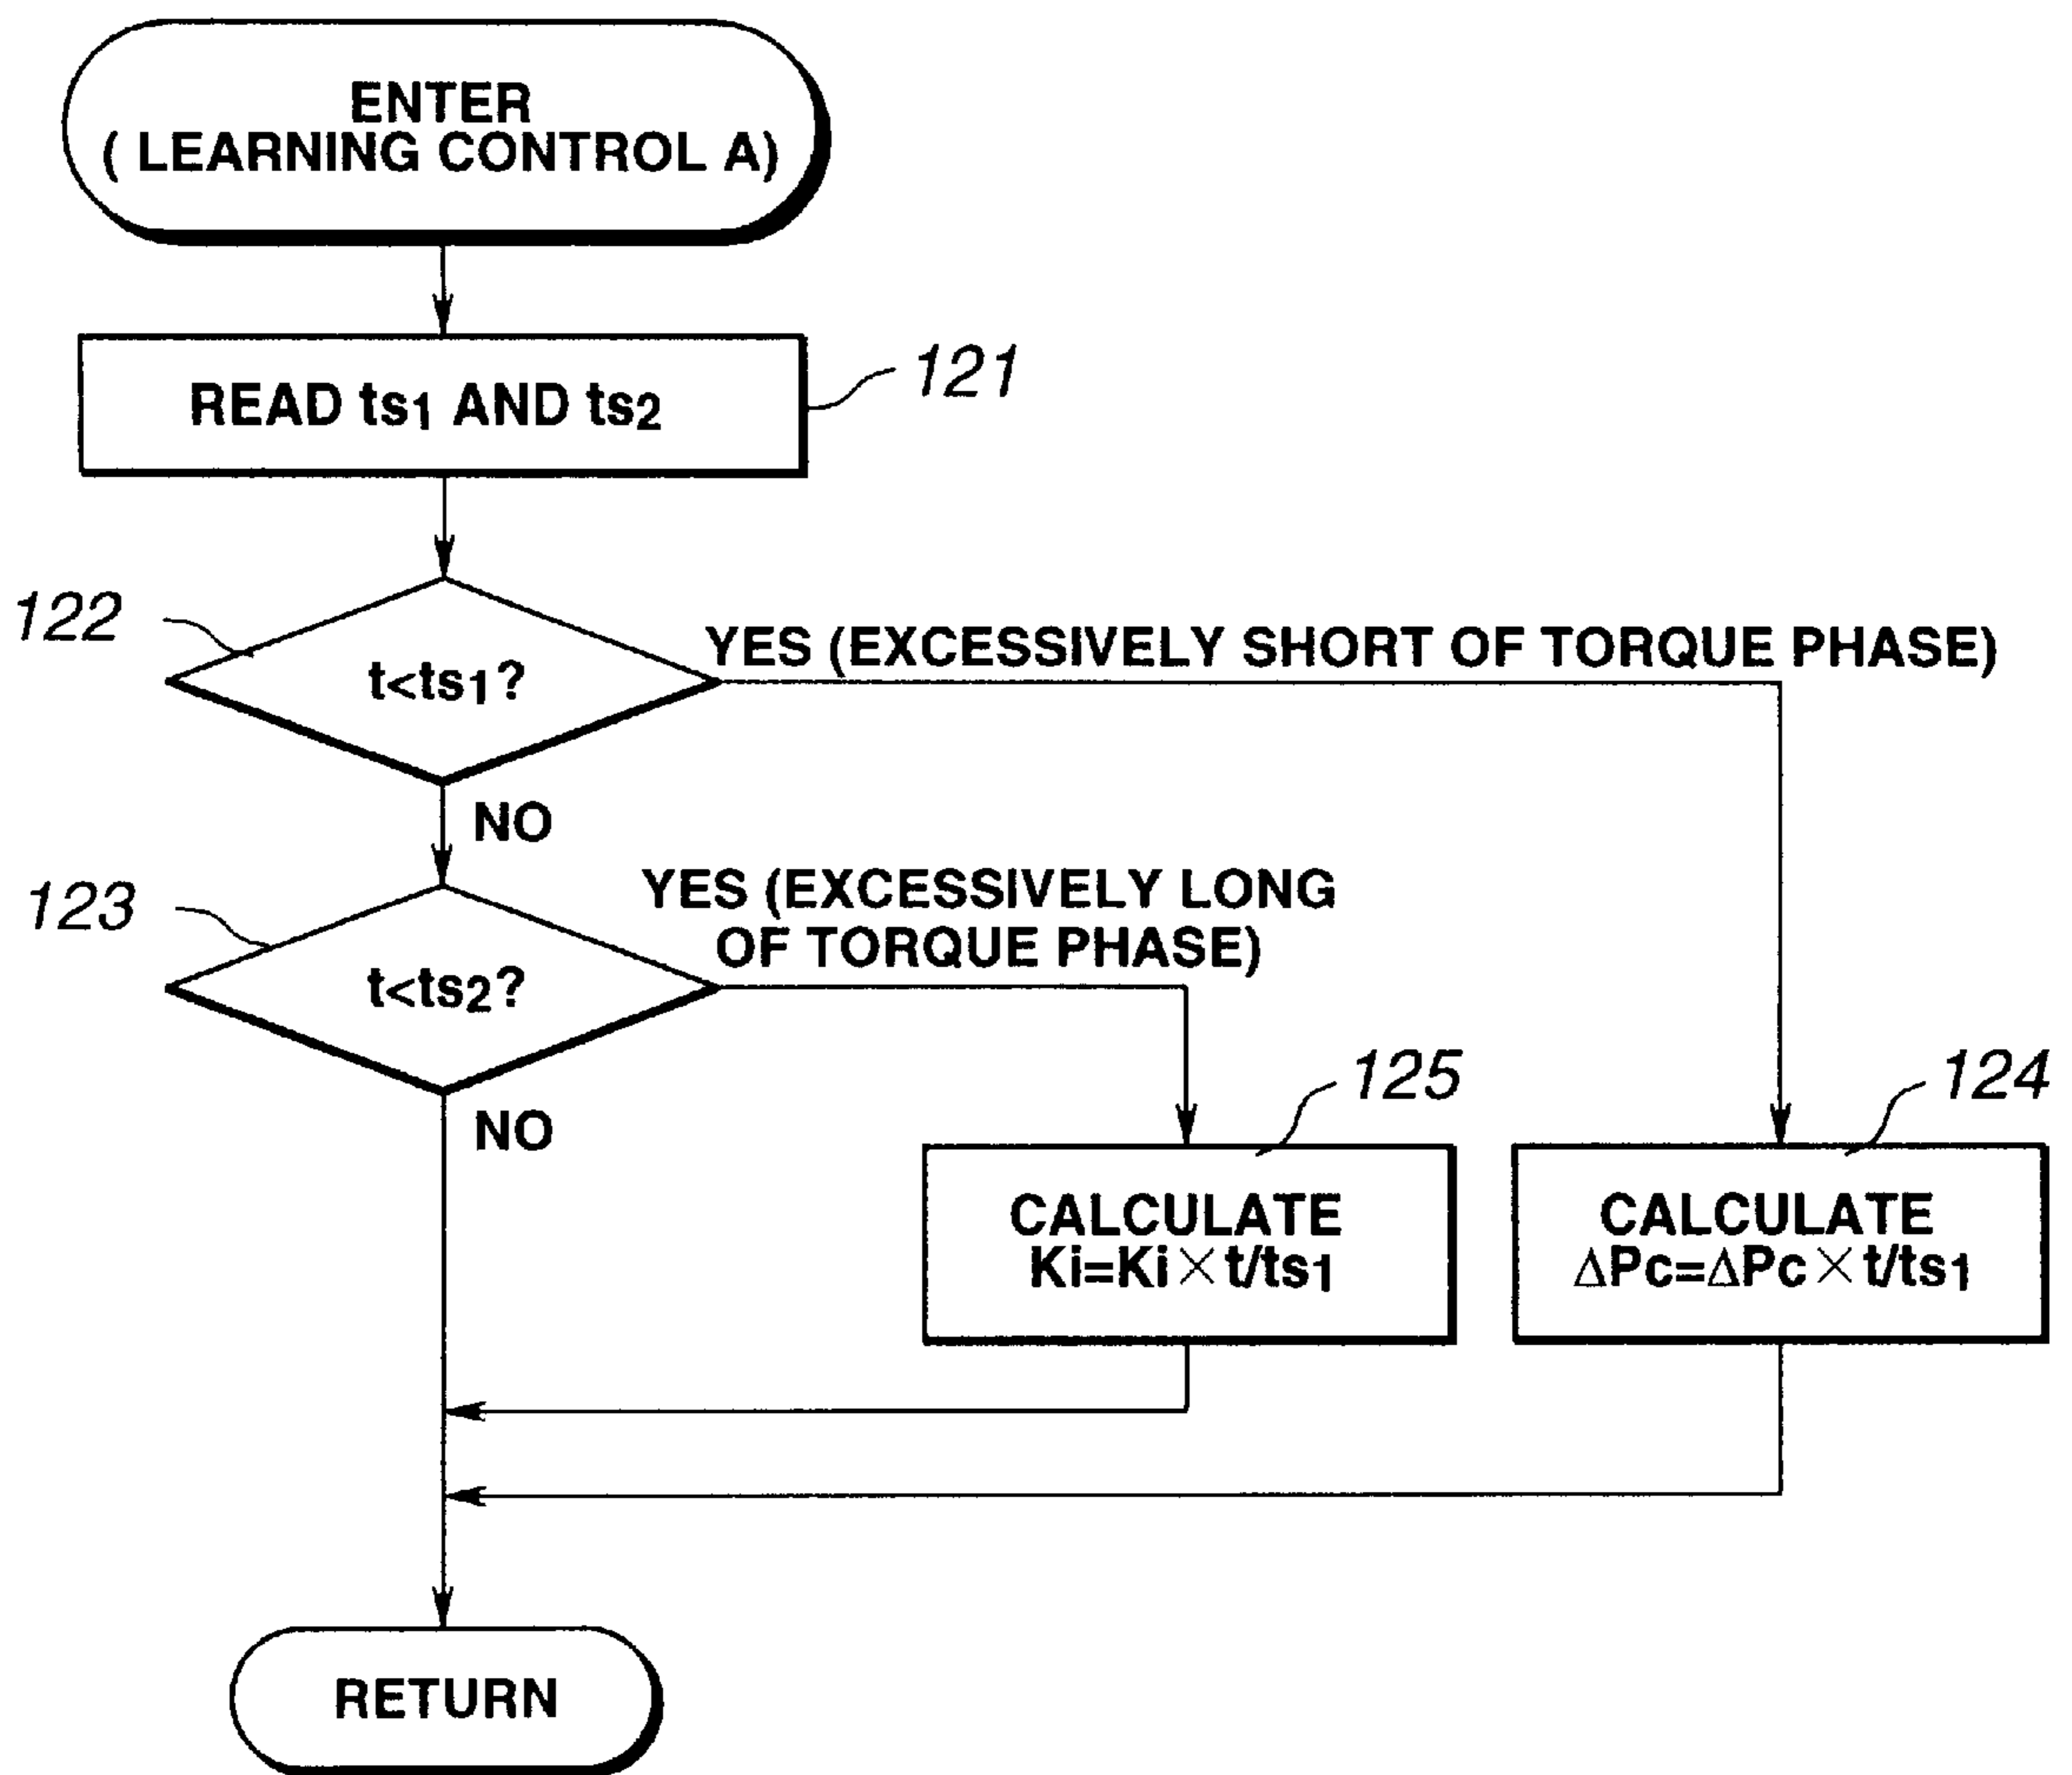 ENTER
( LEARNING CONTROL A)
READ ts1 AND ts2
121
122
t<ts1?
YES (EXCESSIVELY SHORT OF TORQUE PHASE)
NO
123
t<ts2?
YES (EXCESSIVELY LONG
OF TORQUE PHASE)
NO
125
CALCULATE
Ki=Ki×t/ts1
124
CALCULATE
ΔPc=ΔPc×t/ts1
RETURN